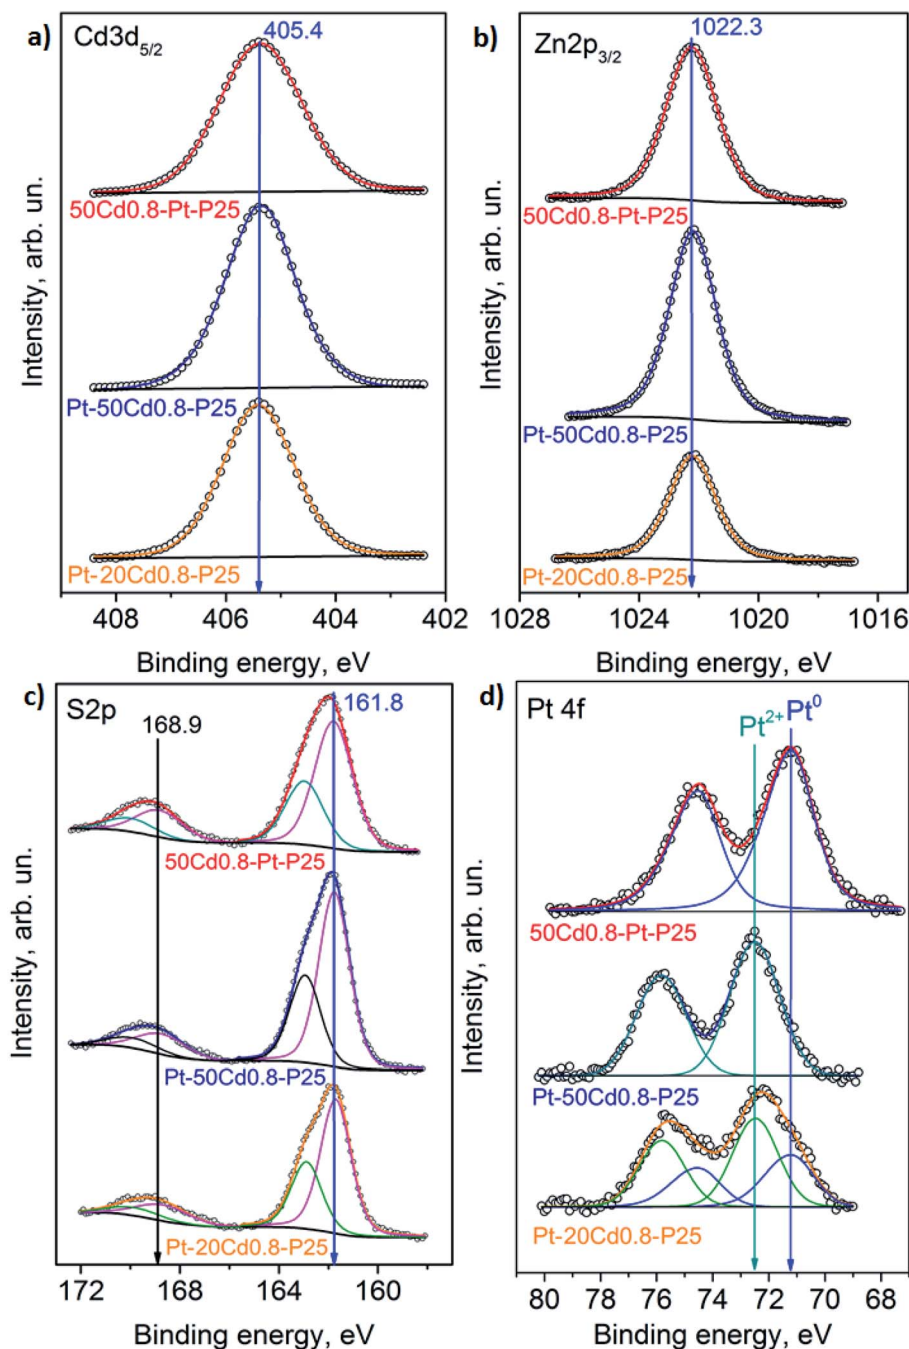 a) Cd3d5/2 405.4
50Cd0.8-Pt-P25
Pt-50Cd0.8-P25
Pt-20Cd0.8-P25
Intensity, arb. un.
408 406 404 402
Binding energy, eV
b) Zn2p3/2 1022.3
50Cd0.8-Pt-P25
Pt-50Cd0.8-P25
Pt-20Cd0.8-P25
Intensity, arb. un.
1028 1024 1020 1016
Binding energy, eV
c) S2p
168.9 161.8
50Cd0.8-Pt-P25
Pt-50Cd0.8-P25
Pt-20Cd0.8-P25
Intensity, arb. un.
172 168 164 160
Binding energy, eV
d) Pt 4f
Pt2+ Pt0
50Cd0.8-Pt-P25
Pt-50Cd0.8-P25
Pt-20Cd0.8-P25
Intensity, arb. un.
80 78 76 74 72 70 68
Binding energy, eV